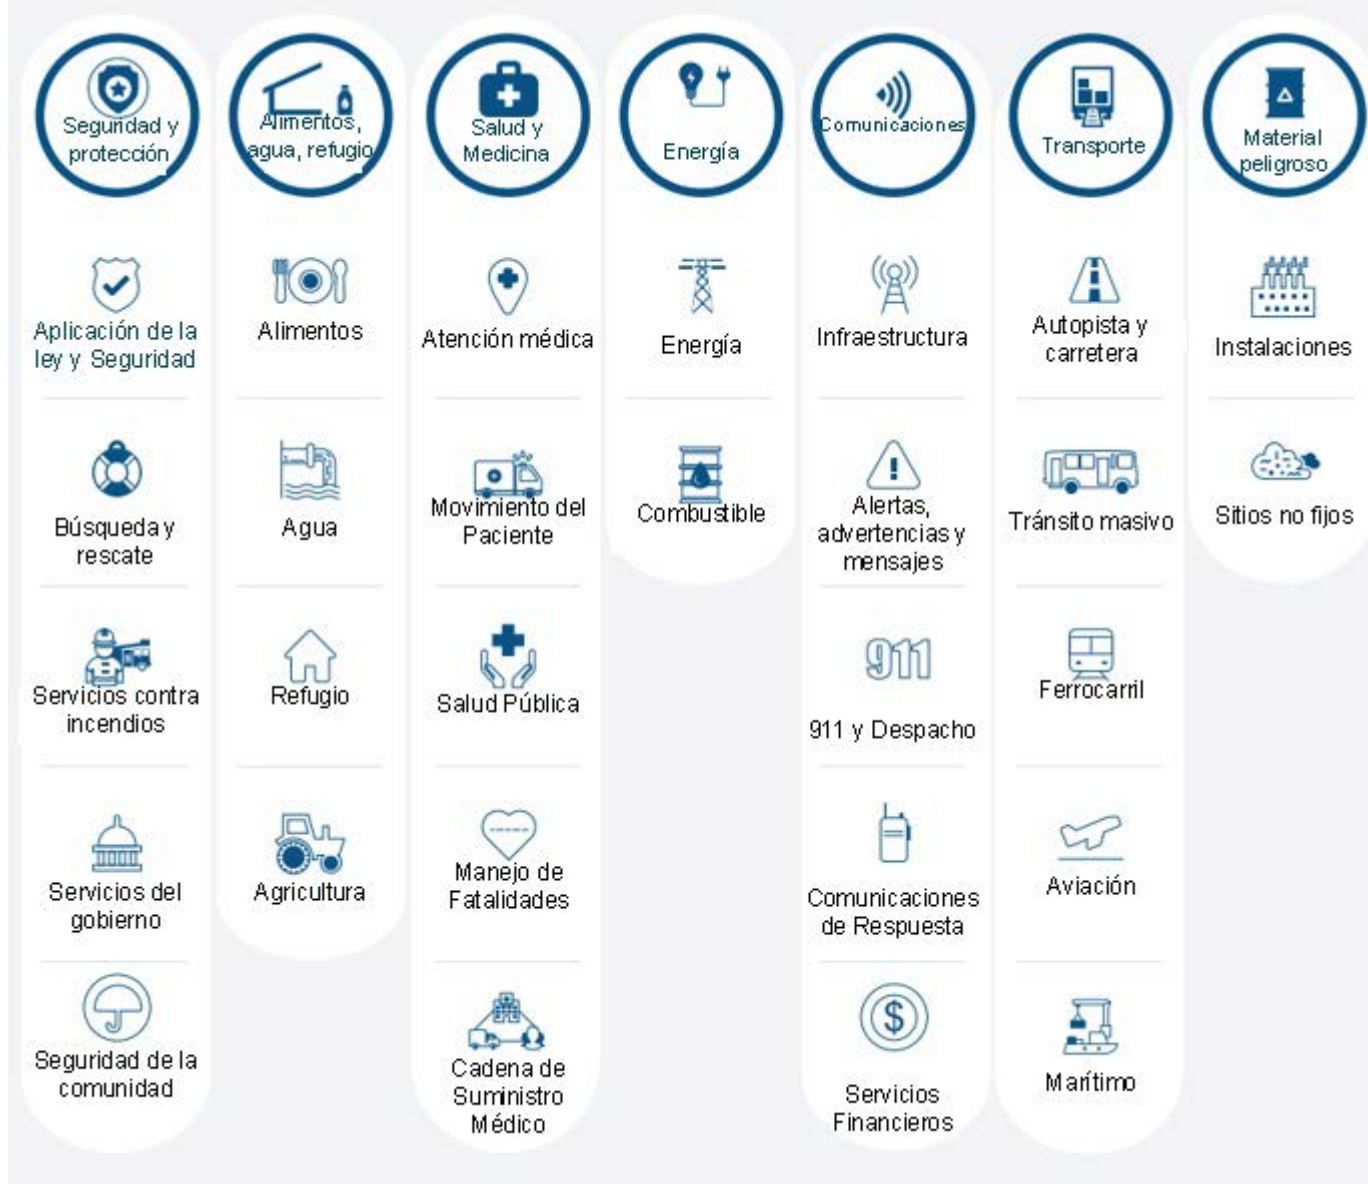 Seguridad y
protección
Alimentos,
agua, refugio
Salud y
Medicina
Energía
Comunicaciones
Transporte
Material
peligroso
Aplicación de la
ley y Seguridad
Búsqueda y
rescate
Servicios contra
incendios
Servicios del
gobierno
Seguridad de la
comunidad
Alimentos
Agua
Refugio
Agricultura
Atención médica
Movimiento del
Paciente
Salud Pública
Manejo de
Fatalidades
Cadena de
Suministro
Médico
Energía
Combustible
Infraestructura
Alertas,
advertencias y
mensajes
911
911 y Despacho
Comunicaciones
de Respuesta
$
Servicios
Financieros
Autopista y
carretera
Tránsito masivo
Ferrocarril
Aviación
Marítimo
Instalaciones
Sitios no fijos